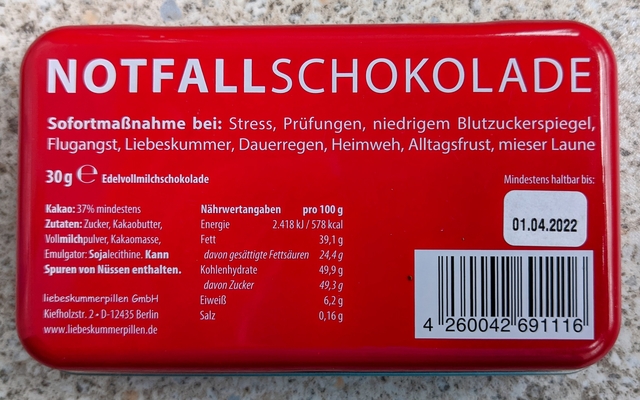 NOTFALLSCHOKOLADE
Sofortmaßnahme bei: Stress, Prüfungen, niedrigem Blutzuckerspiegel,
Flugangst, Liebeskummer, Dauerregen, Heimweh, Alltagsfrust, mieser Laune
30 g ℮ Edelvollmilchschokolade
Mindestens haltbar bis:
01.04.2022
Kakao: 37% mindestens
Zutaten: Zucker, Kakaobutter,
Vollmilchpulver, Kakaomasse,
Emulgator: Sojalecithine. Kann
Spuren von Nüssen enthalten.
liebeskummerpillen GmbH
Kiefholzstr. 2 • D-12435 Berlin
www.liebeskummerpillen.de
Nährwertangaben pro 100 g
Energie 2.418 kJ / 578 kcal
Fett 39,1 g
davon gesättigte Fettsäuren 24,4 g
Kohlenhydrate 49,9 g
davon Zucker 49,3 g
Eiweiß 6,2 g
Salz 0,16 g
4 260042 691116